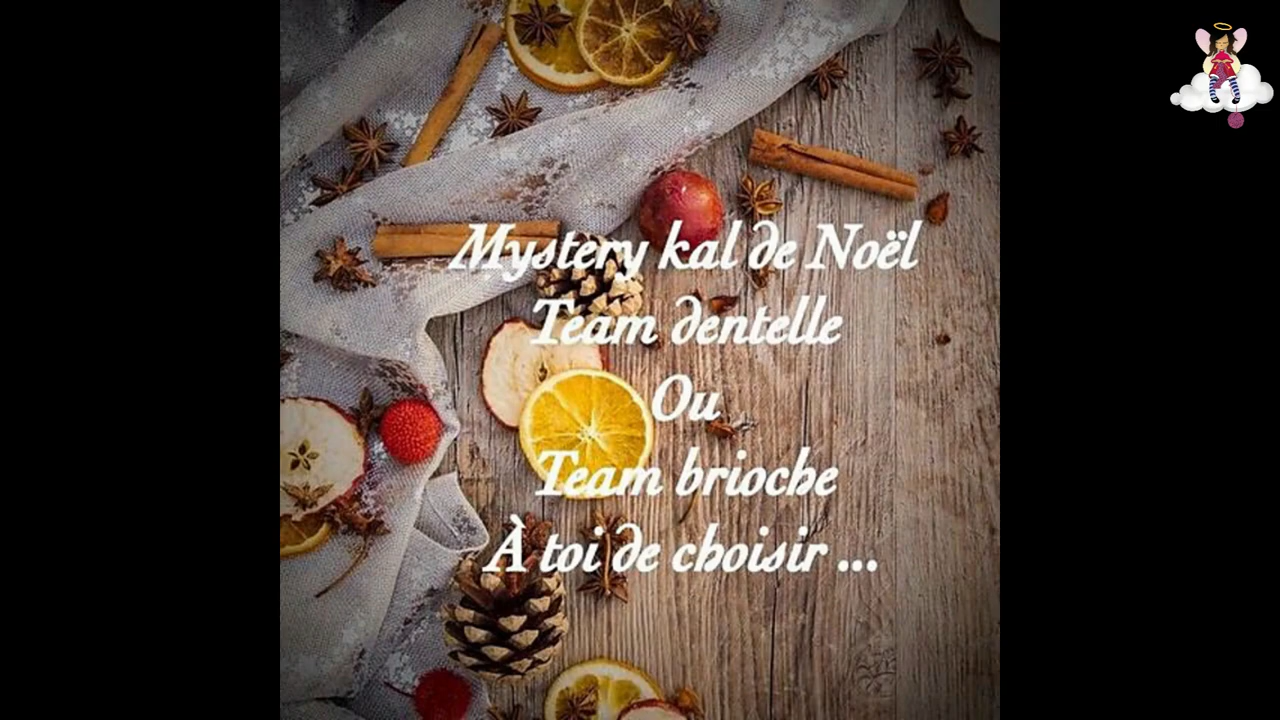 Mystery kal de Noël
Team dentelle
Ou
Team brioche
À toi de choisir ...